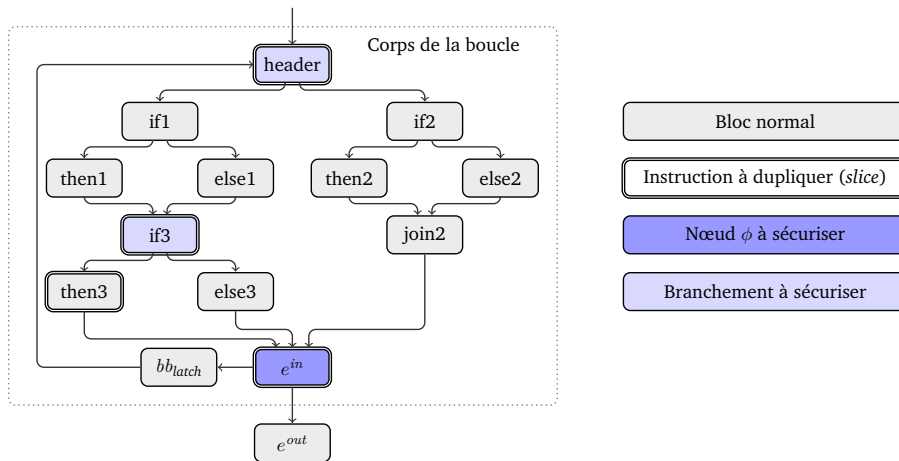 Corps de la boucle
header
if1
if2
then1
else1
then2
else2
if3
join2
then3
else3
bb_latch
e^in
e^out
Bloc normal
Instruction à dupliquer (slice)
Nœud ϕ à sécuriser
Branchement à sécuriser